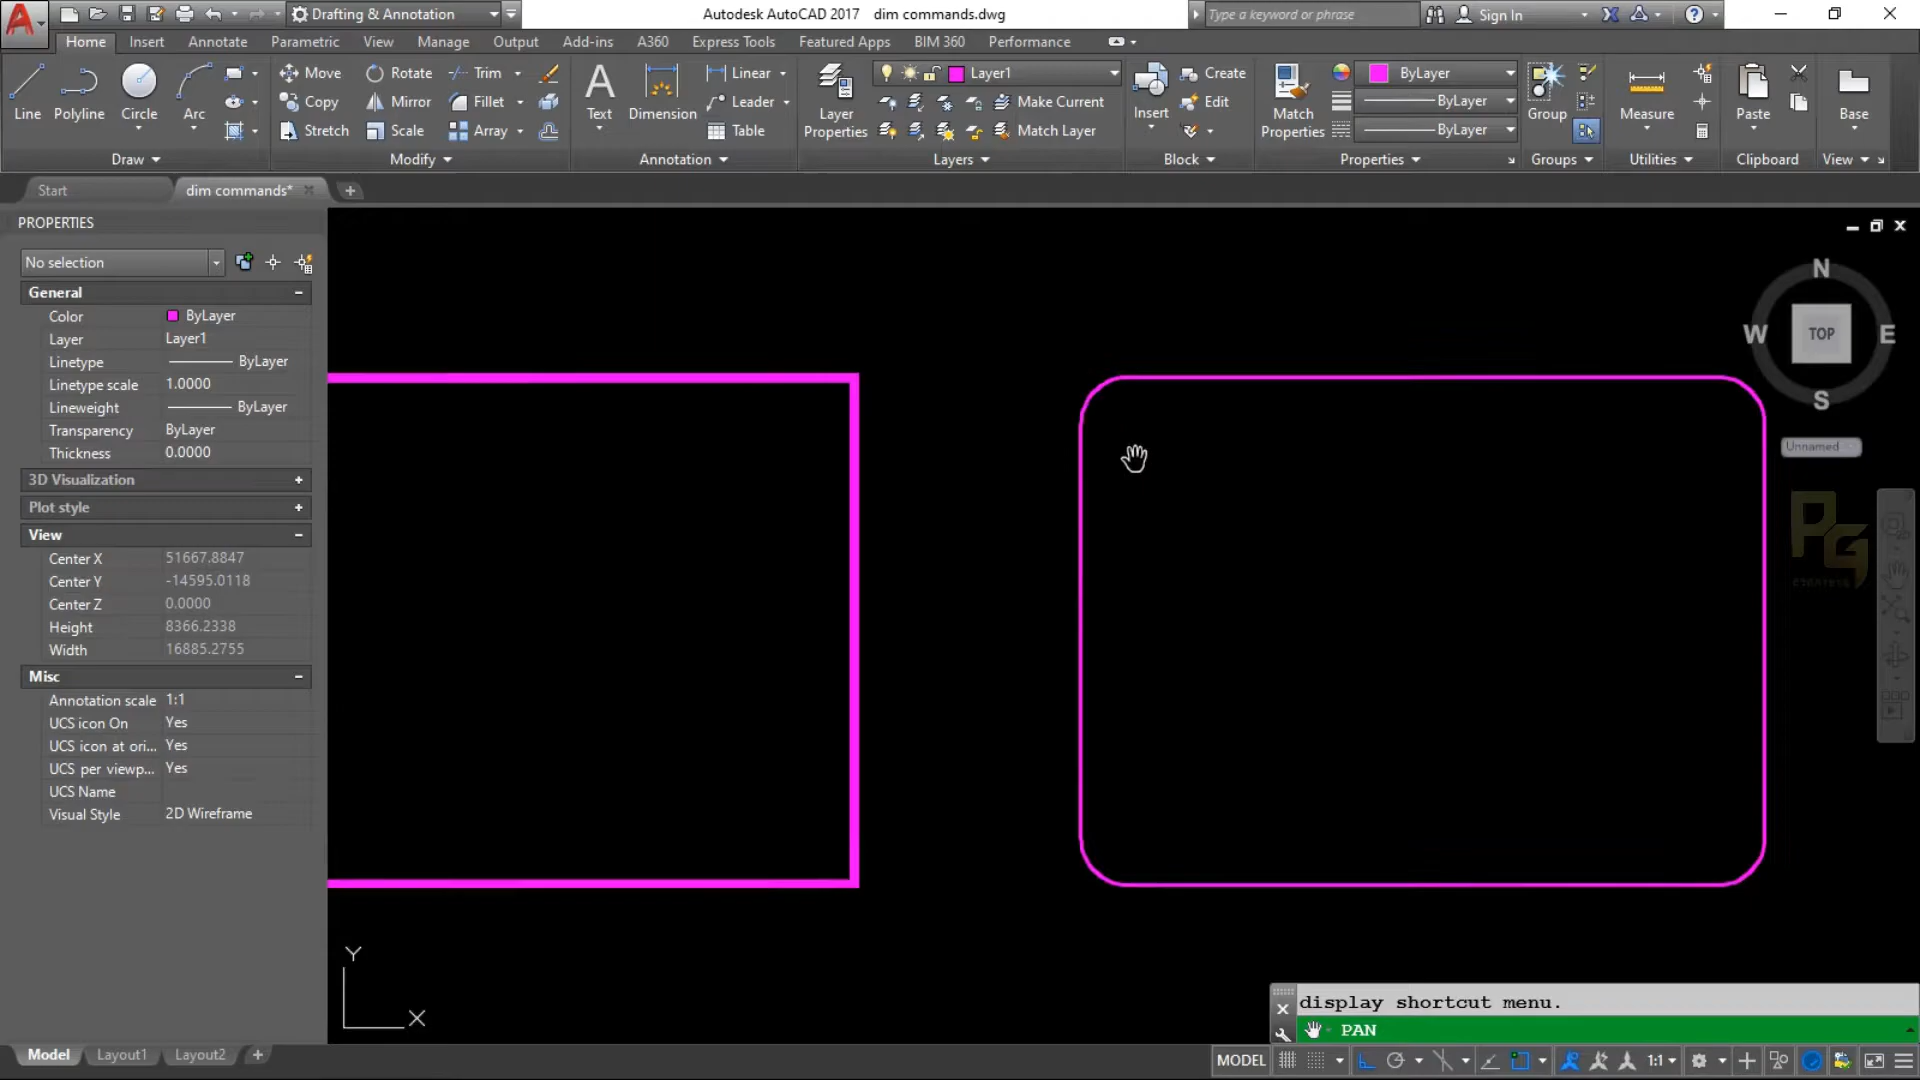 Drafting & Annotation
Autodesk AutoCAD 2017 dim commands.dwg
Type a keyword or phrase
Sign In
Home Insert Annotate Parametric View Manage Output Add-ins A360 Express Tools Featured Apps BIM 360 Performance
Line Polyline Circle Arc
Move Rotate Trim
Copy Mirror Fillet
Stretch Scale Array
Text Dimension
Linear
Leader
Table
Layer Properties
Layer1
Make Current
Match Layer
Insert
Create
Edit
Match Properties
ByLayer
ByLayer
ByLayer
Group
Measure
Paste
Base
Draw Modify Annotation Layers Block Properties Groups Utilities Clipboard View
Start dim commands*
PROPERTIES
No selection
General
Color ByLayer
Layer Layer1
Linetype ByLayer
Linetype scale 1.0000
Lineweight ByLayer
Transparency ByLayer
Thickness 0.0000
3D Visualization
Plot style
View
Center X 51667.8847
Center Y -14595.0118
Center Z 0.0000
Height 8366.2338
Width 16885.2755
Misc
Annotation scale 1:1
UCS icon On Yes
UCS icon at ori... Yes
UCS per viewp... Yes
UCS Name
Visual Style 2D Wireframe
N
W TOP E
S
Unnamed
PG
Y
X
display shortcut menu.
PAN
Model Layout1 Layout2
MODEL 1:1